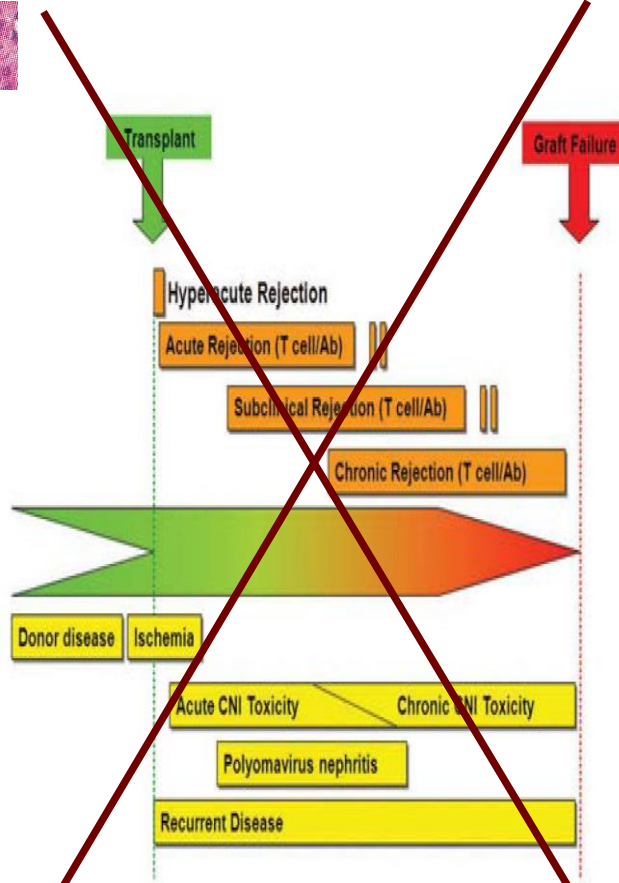 Transplant
Graft Failure
Hyperacute Rejection
Acute Rejection (T cell/Ab)
Subclinical Rejection (T cell/Ab)
Chronic Rejection (T cell/Ab)
Donor disease
Ischemia
Acute CNI Toxicity
Chronic CNI Toxicity
Polyomavirus nephritis
Recurrent Disease